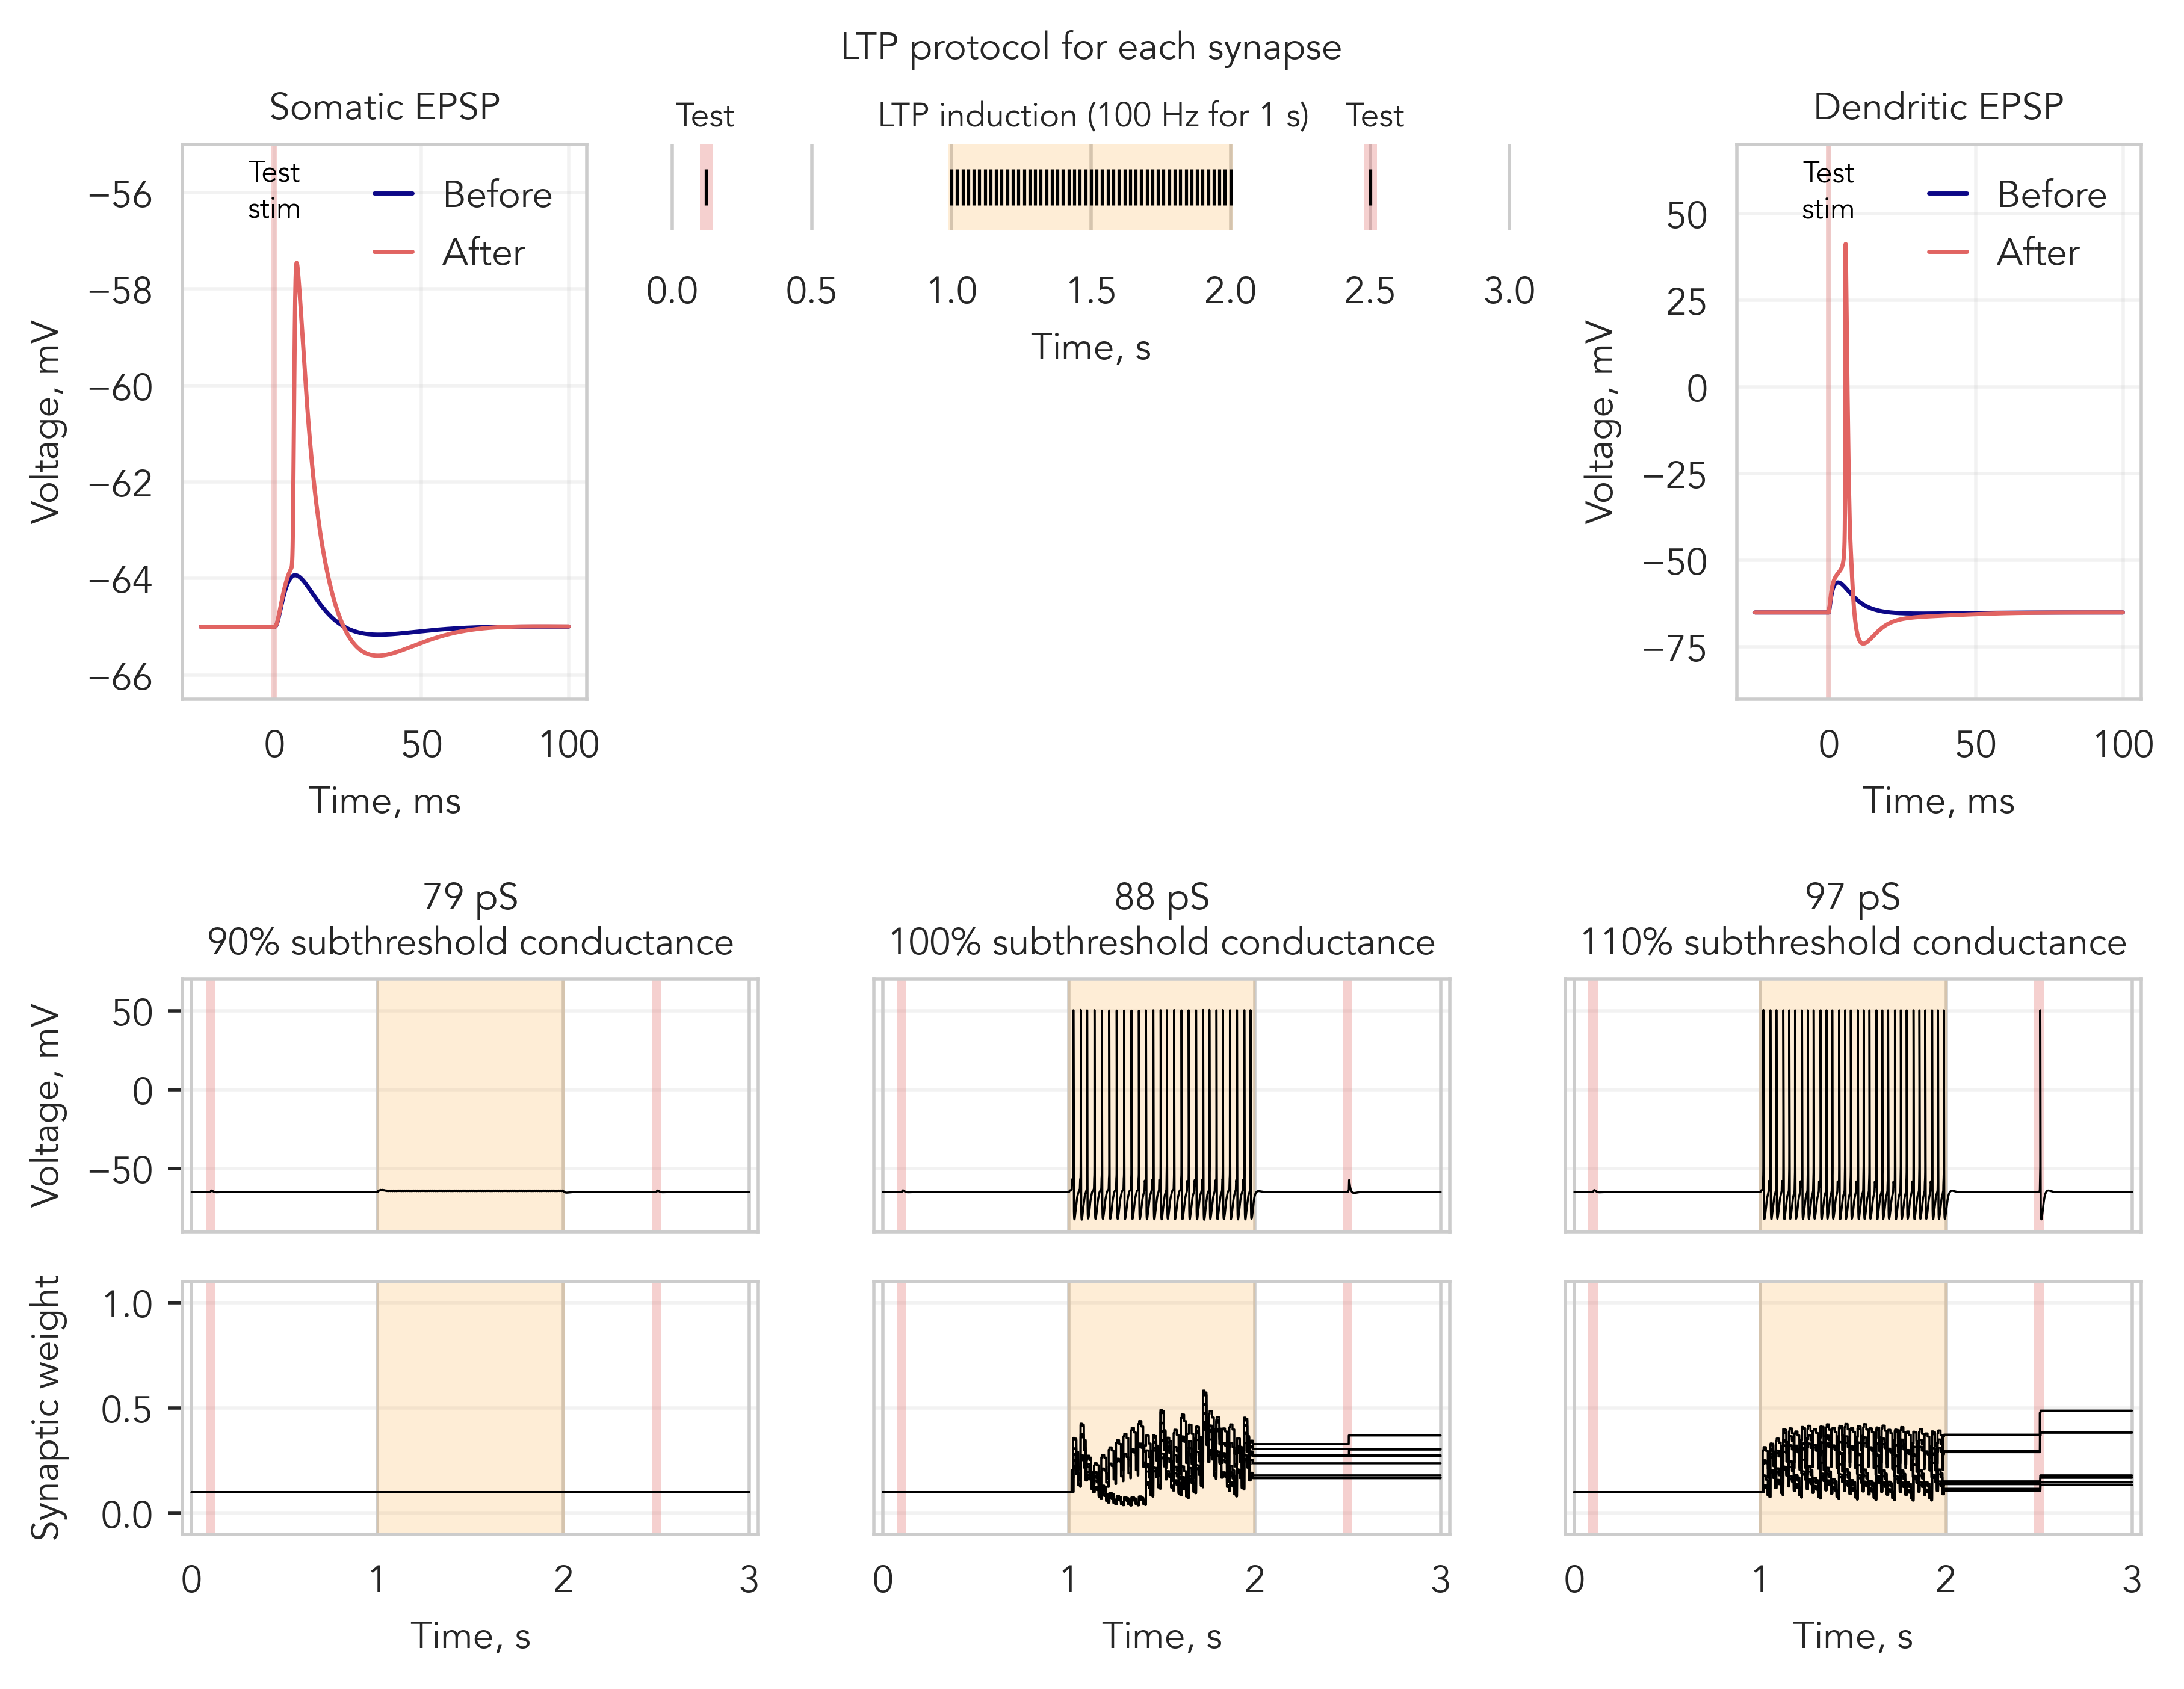 LTP protocol for each synapse
Somatic EPSP
Test
stim
Before
After
−56
−58
−60
−62
−64
−66
Voltage, mV
0 50 100
Time, ms
Test
LTP induction (100 Hz for 1 s)
Test
0.0 0.5 1.0 1.5 2.0 2.5 3.0
Time, s
Dendritic EPSP
Test
stim
Before
After
50
25
0
−25
−50
−75
Voltage, mV
0 50 100
Time, ms
79 pS
90% subthreshold conductance
88 pS
100% subthreshold conductance
97 pS
110% subthreshold conductance
50
0
−50
Voltage, mV
1.0
0.5
0.0
Synaptic weight
0 1 2 3
Time, s
0 1 2 3
Time, s
0 1 2 3
Time, s